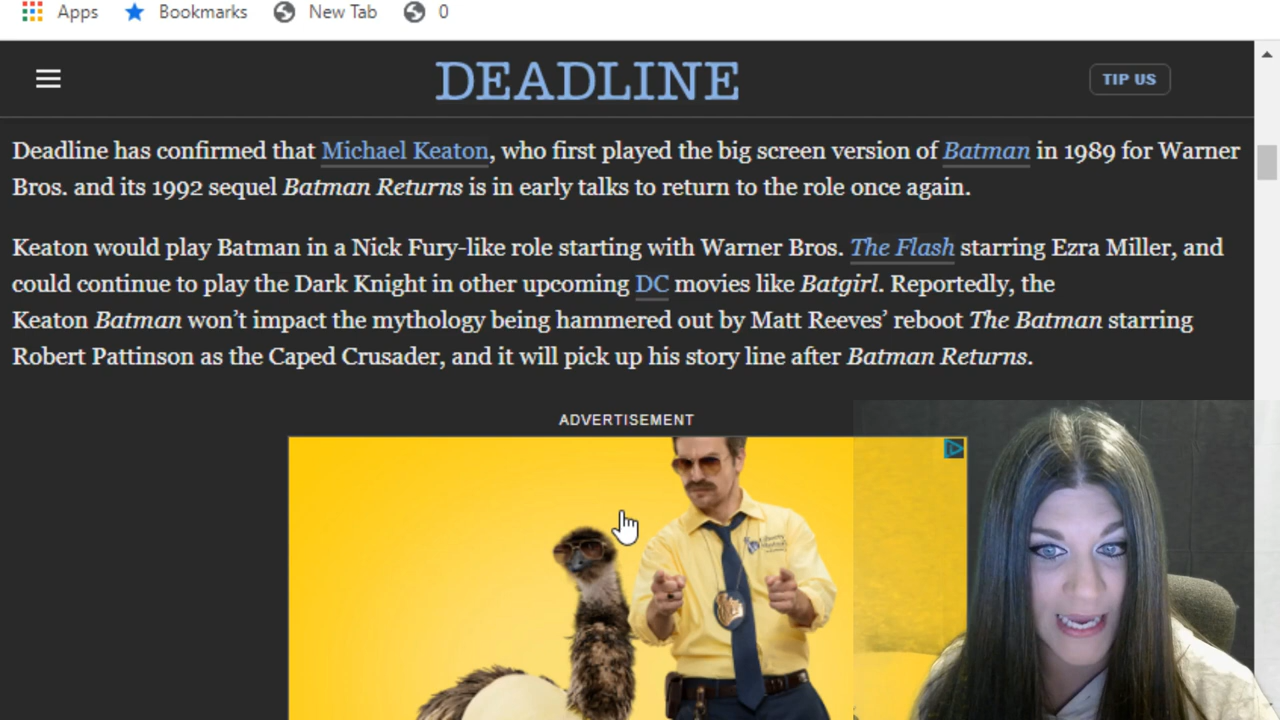 Apps Bookmarks New Tab 0
DEADLINE
TIP US
Deadline has confirmed that Michael Keaton, who first played the big screen version of Batman in 1989 for Warner
Bros. and its 1992 sequel Batman Returns is in early talks to return to the role once again.
Keaton would play Batman in a Nick Fury-like role starting with Warner Bros. The Flash starring Ezra Miller, and
could continue to play the Dark Knight in other upcoming DC movies like Batgirl. Reportedly, the
Keaton Batman won’t impact the mythology being hammered out by Matt Reeves’ reboot The Batman starring
Robert Pattinson as the Caped Crusader, and it will pick up his story line after Batman Returns.
ADVERTISEMENT